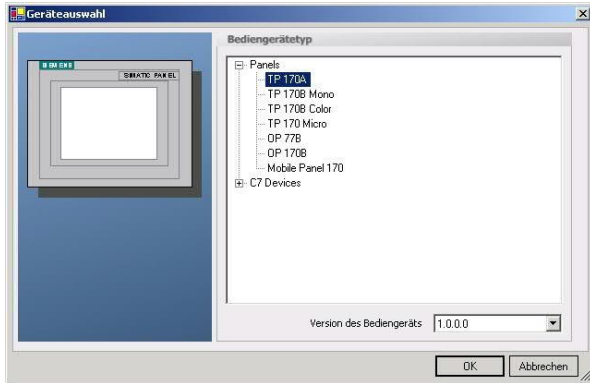 Geräteauswahl
SIEMENS
SIMATIC PANEL
Bediengerätetyp
Panels
TP 170A
TP 170B Mono
TP 170B Color
TP 170 Micro
OP 77B
OP 170B
Mobile Panel 170
C7 Devices
Version des Bediengeräts 1.0.0.0
OK Abbrechen